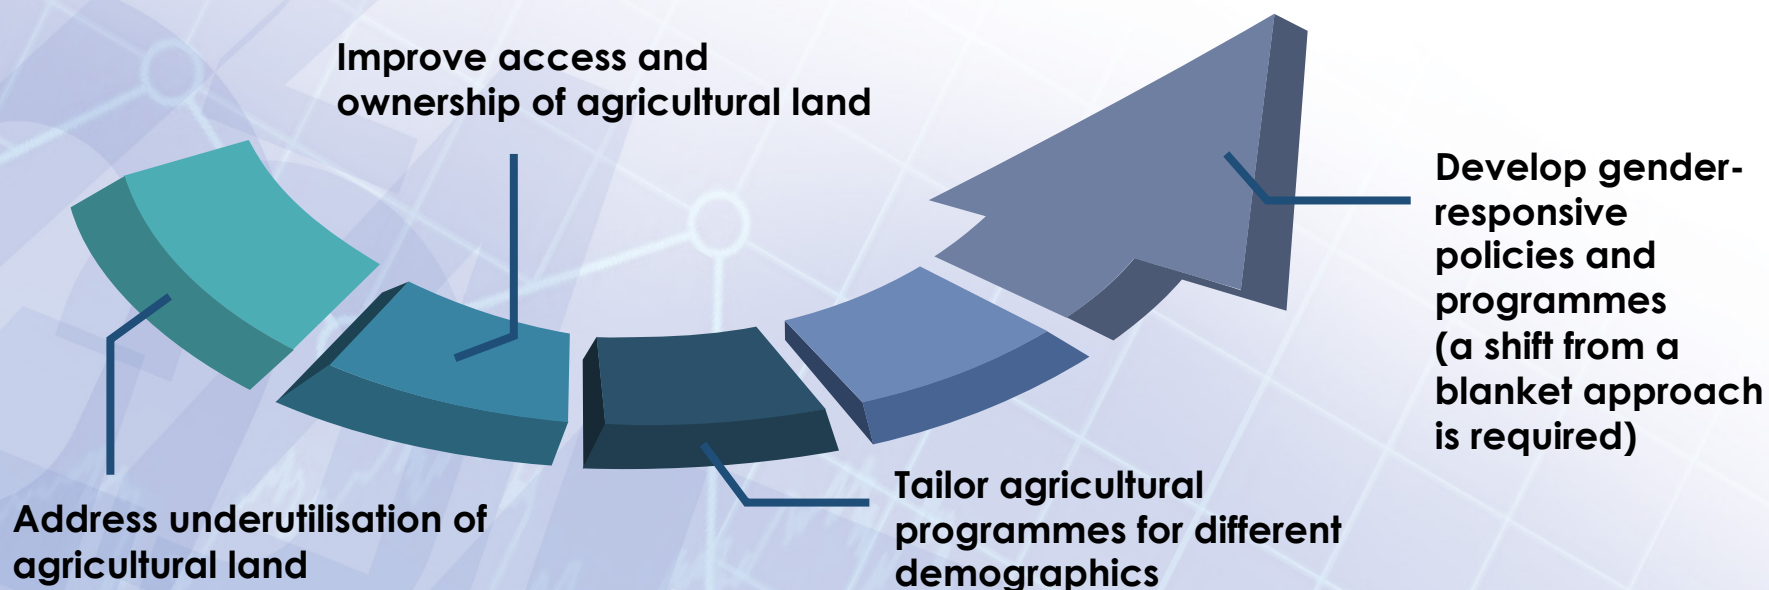 Improve access and
ownership of agricultural land
Develop gender-
responsive
policies and
programmes
(a shift from a
blanket approach
is required)
Address underutilisation of
agricultural land
Tailor agricultural
programmes for different
demographics